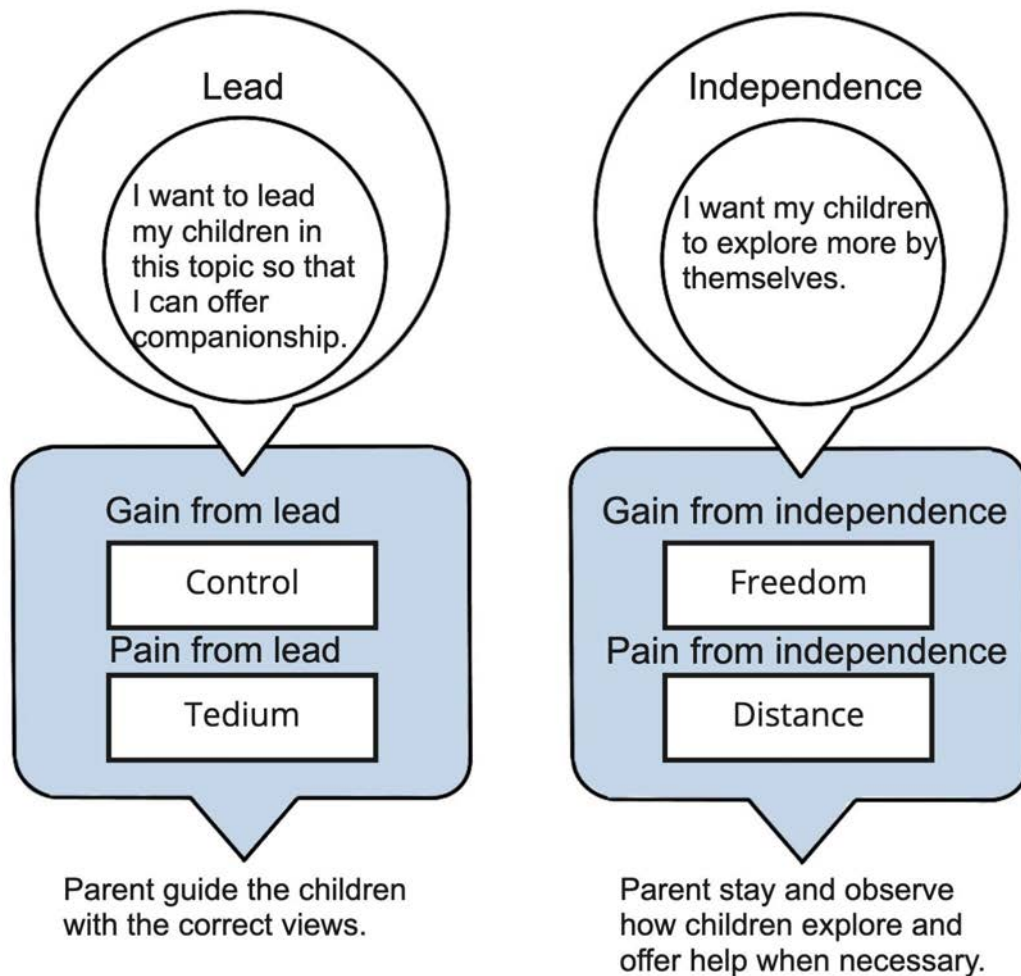 Lead
I want to lead
my children in
this topic so that
I can offer
companionship.
Gain from lead
Control
Pain from lead
Tedium
Parent guide the children
with the correct views.
Independence
I want my children
to explore more by
themselves.
Gain from independence
Freedom
Pain from independence
Distance
Parent stay and observe
how children explore and
offer help when necessary.